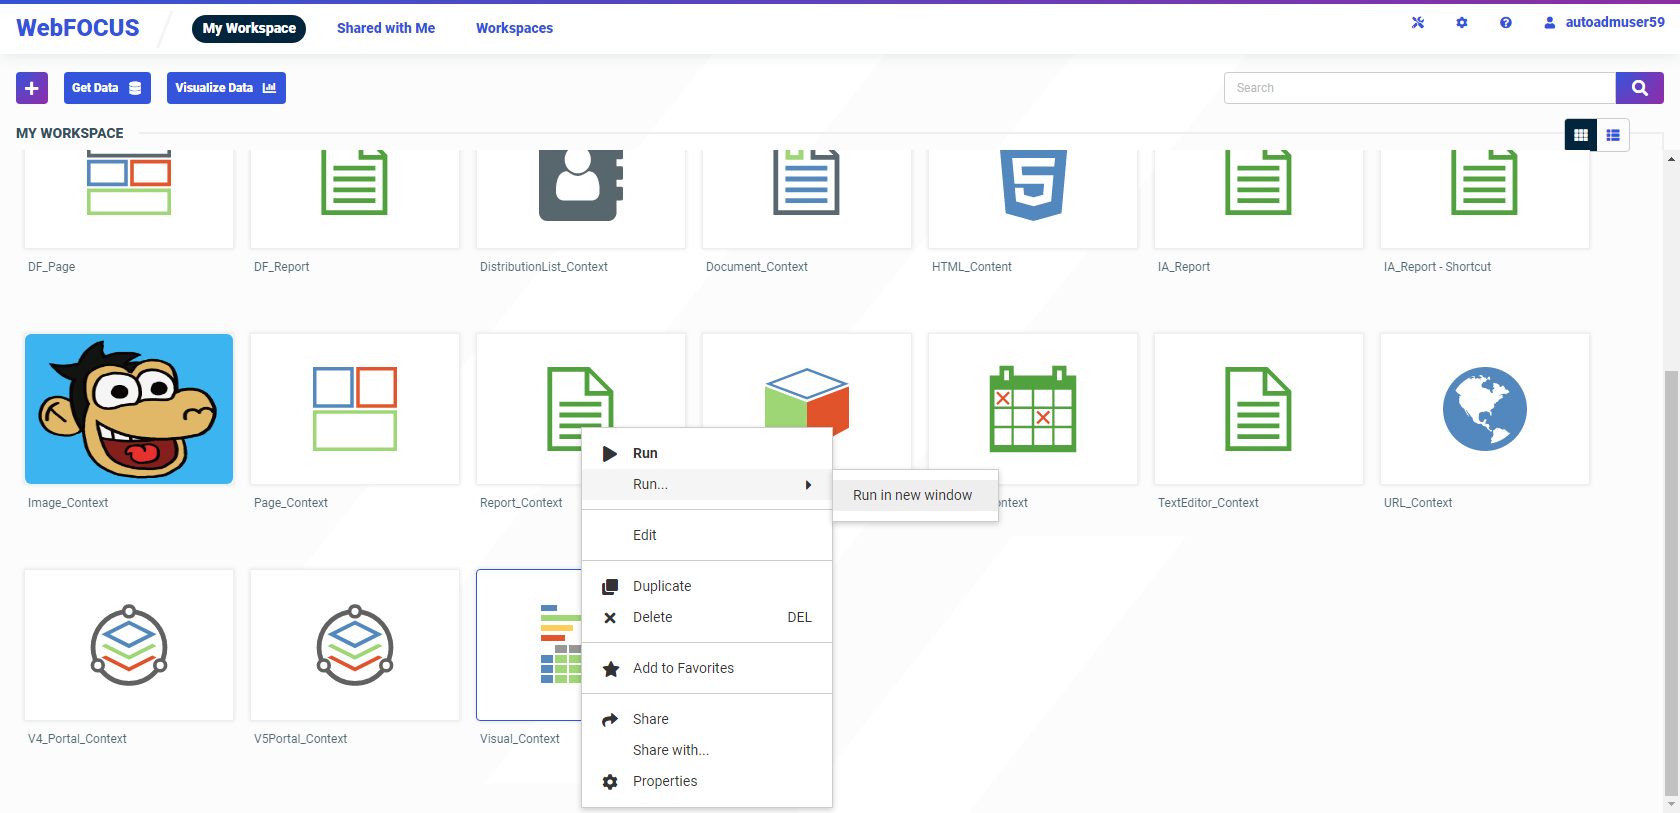 WebFOCUS
My Workspace
Shared with Me
Workspaces
autoadmuser59
Get Data
Visualize Data
Search
MY WORKSPACE
DF_Page
DF_Report
DistributionList_Context
Document_Context
HTML_Content
IA_Report
IA_Report - Shortcut
Image_Context
Page_Context
Report_Context
ontext
TextEditor_Context
URL_Context
V4_Portal_Context
V5Portal_Context
Visual_Context
Run
Run...
Run in new window
Edit
Duplicate
Delete DEL
Add to Favorites
Share
Share with...
Properties